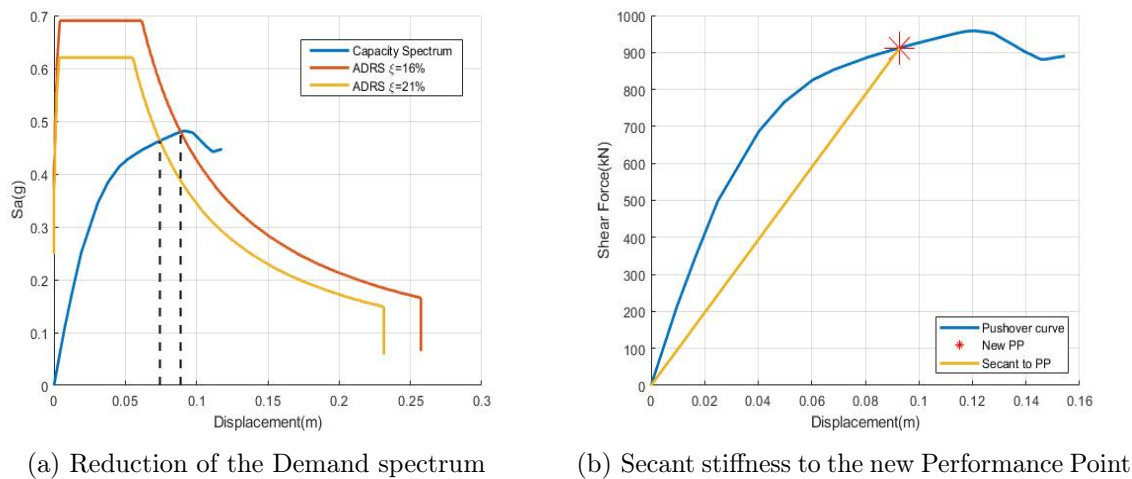 0.7
0.6
0.5
0.4
0.3
0.2
0.1
0
Sa(g)
0
0.05
0.1
0.15
0.2
0.25
0.3
Displacement(m)
Capacity Spectrum
ADRS ξ=16%
ADRS ξ=21%
(a) Reduction of the Demand spectrum
1000
900
800
700
600
500
400
300
200
100
0
Shear Force(kN)
0
0.02
0.04
0.06
0.08
0.1
0.12
0.14
0.16
Displacement(m)
Pushover curve
New PP
Secant to PP
(b) Secant stiffness to the new Performance Point